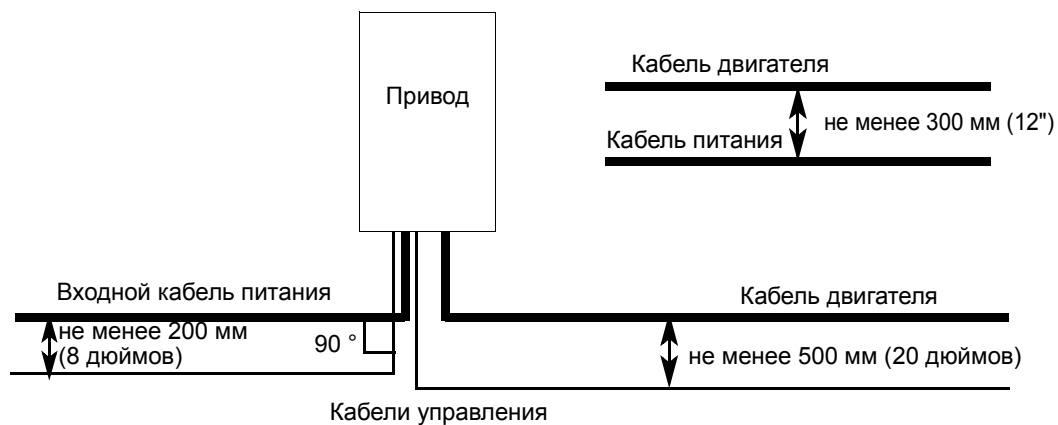 Кабель двигателя
Привод
не менее 300 мм (12")
Кабель питания
Входной кабель питания
Кабель двигателя
не менее 200 мм
(8 дюймов)
90 °
не менее 500 мм (20 дюймов)
Кабели управления